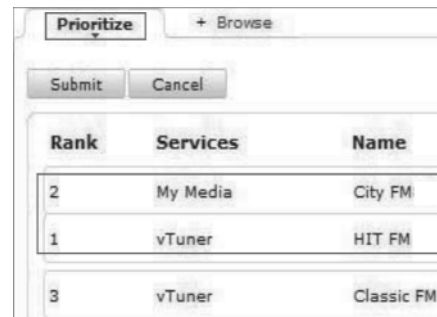 Prioritize + Browse
Submit Cancel
Rank Services Name
2 My Media City FM
1 vTuner HIT FM
3 vTuner Classic FM